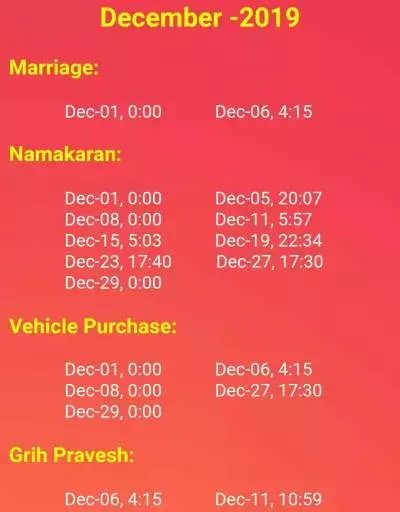 December -2019
Marriage:
Dec-01, 0:00 Dec-06, 4:15
Namakaran:
Dec-01, 0:00 Dec-05, 20:07
Dec-08, 0:00 Dec-11, 5:57
Dec-15, 5:03 Dec-19, 22:34
Dec-23, 17:40 Dec-27, 17:30
Dec-29, 0:00
Vehicle Purchase:
Dec-01, 0:00 Dec-06, 4:15
Dec-08, 0:00 Dec-27, 17:30
Dec-29, 0:00
Grih Pravesh:
Dec-06, 4:15 Dec-11, 10:59